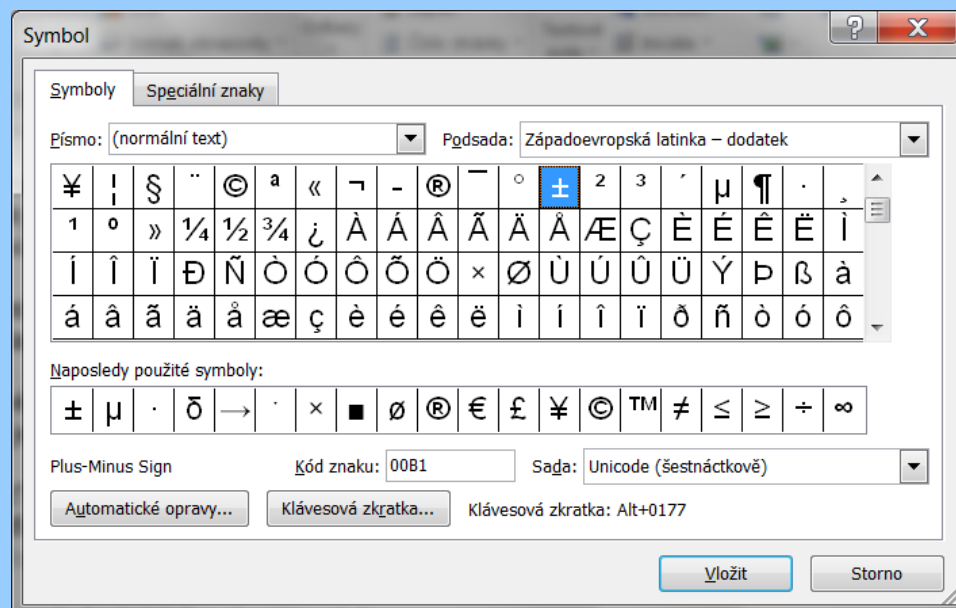 Symbol
Symboly Speciální znaky
Písmo: (normální text) Podsada: Západoevropská latinka – dodatek
¥ ¦ § ¨ © ª « ¬ - ® ¯ ° ± ² ³ ´ µ ¶ · ¸
¹ º » ¼ ½ ¾ ¿ À Á Â Ã Ä Å Æ Ç È É Ê Ë Ì
Í Î Ï Ð Ñ Ò Ó Ô Õ Ö × Ø Ù Ú Û Ü Ý Þ ß à
á â ã ä å æ ç è é ê ë ì í î ï ð ñ ò ó ô
Naposledy použité symboly:
± µ · δ → ˙ × ■ ø ® € £ ¥ © ™ ≠ ≤ ≥ ÷ ∞
Plus-Minus Sign Kód znaku: 00B1 Sada: Unicode (šestnáctkově)
Automatické opravy... Klávesová zkratka... Klávesová zkratka: Alt+0177
Vložit Storno